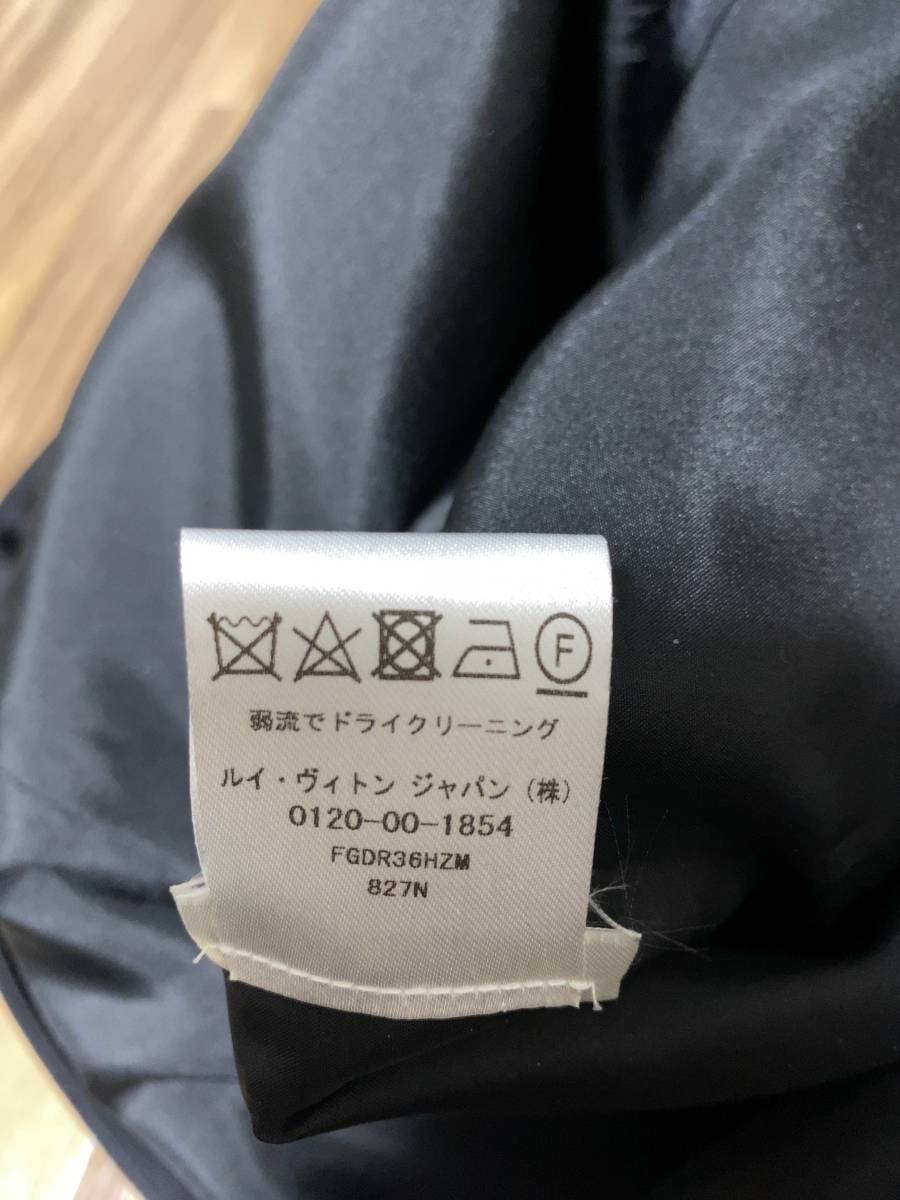 F
弱流でドライクリーニング
ルイ・ヴィトン ジャパン（株）
0120-00-1854
FGDR36HZM
827N